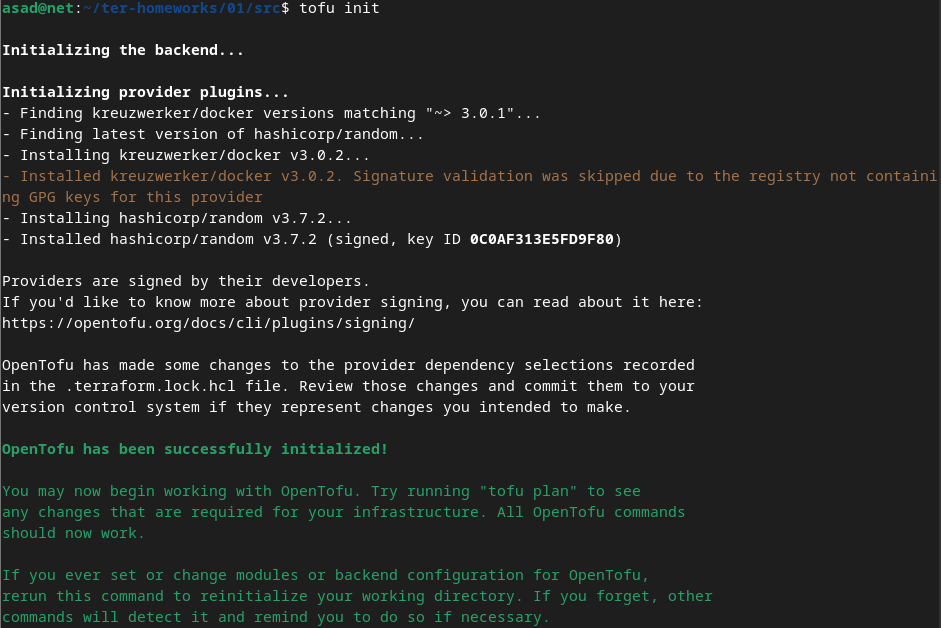 asad@net:~/ter-homeworks/01/src$ tofu init
Initializing the backend...
Initializing provider plugins...
- Finding kreuzwerker/docker versions matching "~> 3.0.1"...
- Finding latest version of hashicorp/random...
- Installing kreuzwerker/docker v3.0.2...
- Installed kreuzwerker/docker v3.0.2. Signature validation was skipped due to the registry not containi
ng GPG keys for this provider
- Installing hashicorp/random v3.7.2...
- Installed hashicorp/random v3.7.2 (signed, key ID 0C0AF313E5FD9F80)
Providers are signed by their developers.
If you'd like to know more about provider signing, you can read about it here:
https://opentofu.org/docs/cli/plugins/signing/
OpenTofu has made some changes to the provider dependency selections recorded
in the .terraform.lock.hcl file. Review those changes and commit them to your
version control system if they represent changes you intended to make.
OpenTofu has been successfully initialized!
You may now begin working with OpenTofu. Try running "tofu plan" to see
any changes that are required for your infrastructure. All OpenTofu commands
should now work.
If you ever set or change modules or backend configuration for OpenTofu,
rerun this command to reinitialize your working directory. If you forget, other
commands will detect it and remind you to do so if necessary.